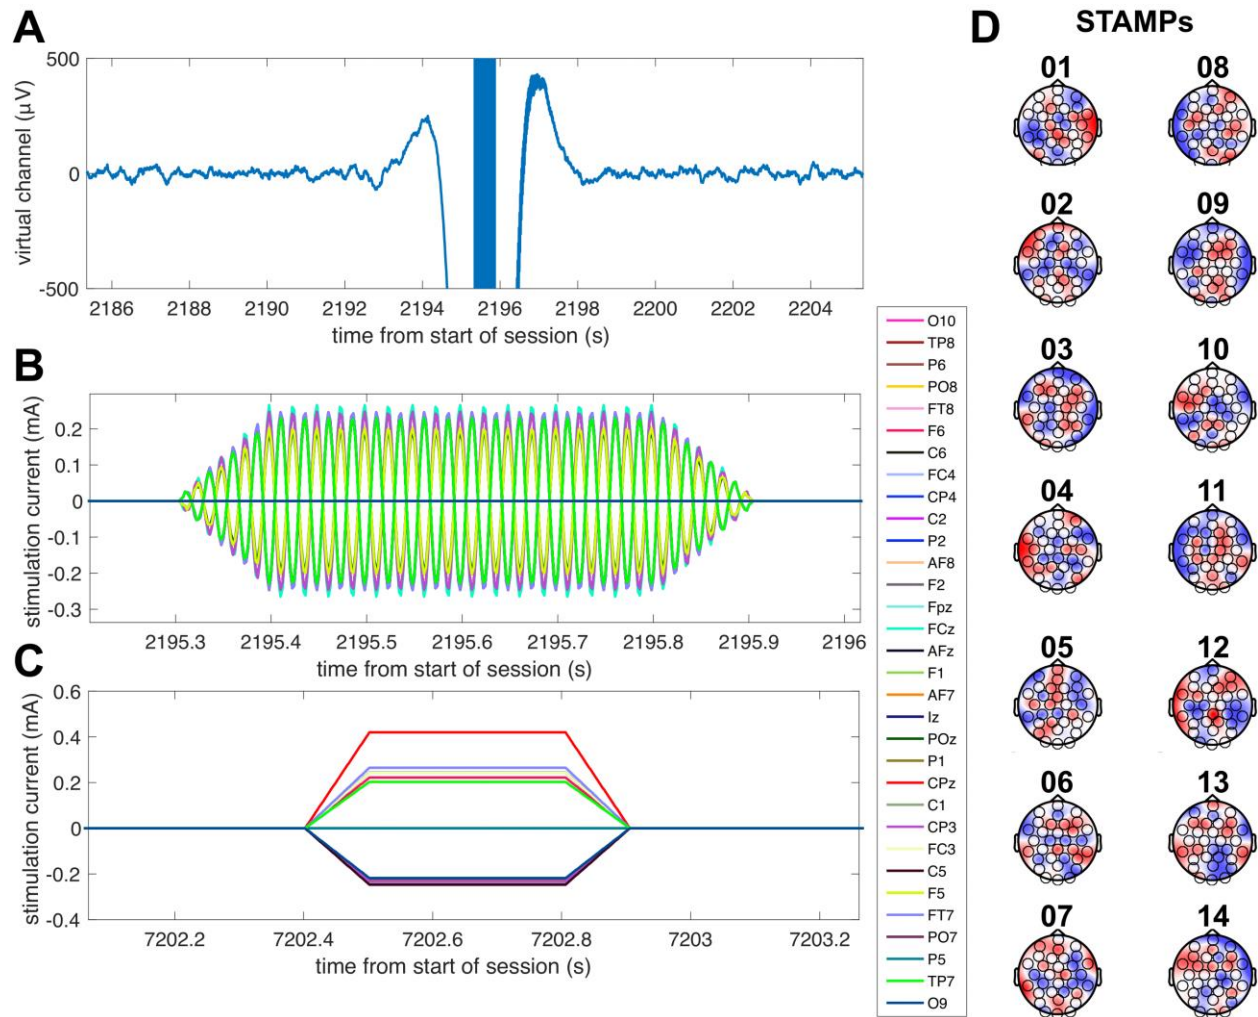 A
500
0
-500
virtual channel (µV)
2186 2188 2190 2192 2194 2196 2198 2200 2202 2204
time from start of session (s)
B
0.2
0.1
0
-0.1
-0.2
-0.3
stimulation current (mA)
2195.3 2195.4 2195.5 2195.6 2195.7 2195.8 2195.9 2196
time from start of session (s)
C
0.6
0.4
0.2
0
-0.2
-0.4
stimulation current (mA)
7202.2 7202.4 7202.6 7202.8 7203 7203.2
time from start of session (s)
O10
TP8
P6
PO8
FT8
F6
C6
FC4
CP4
C2
P2
AF8
F2
Fpz
FCz
AFz
F1
AF7
Iz
POz
P1
CPz
C1
CP3
FC3
C5
F5
FT7
PO7
P5
TP7
O9
D STAMPs
01 08
02 09
03 10
04 11
05 12
06 13
07 14